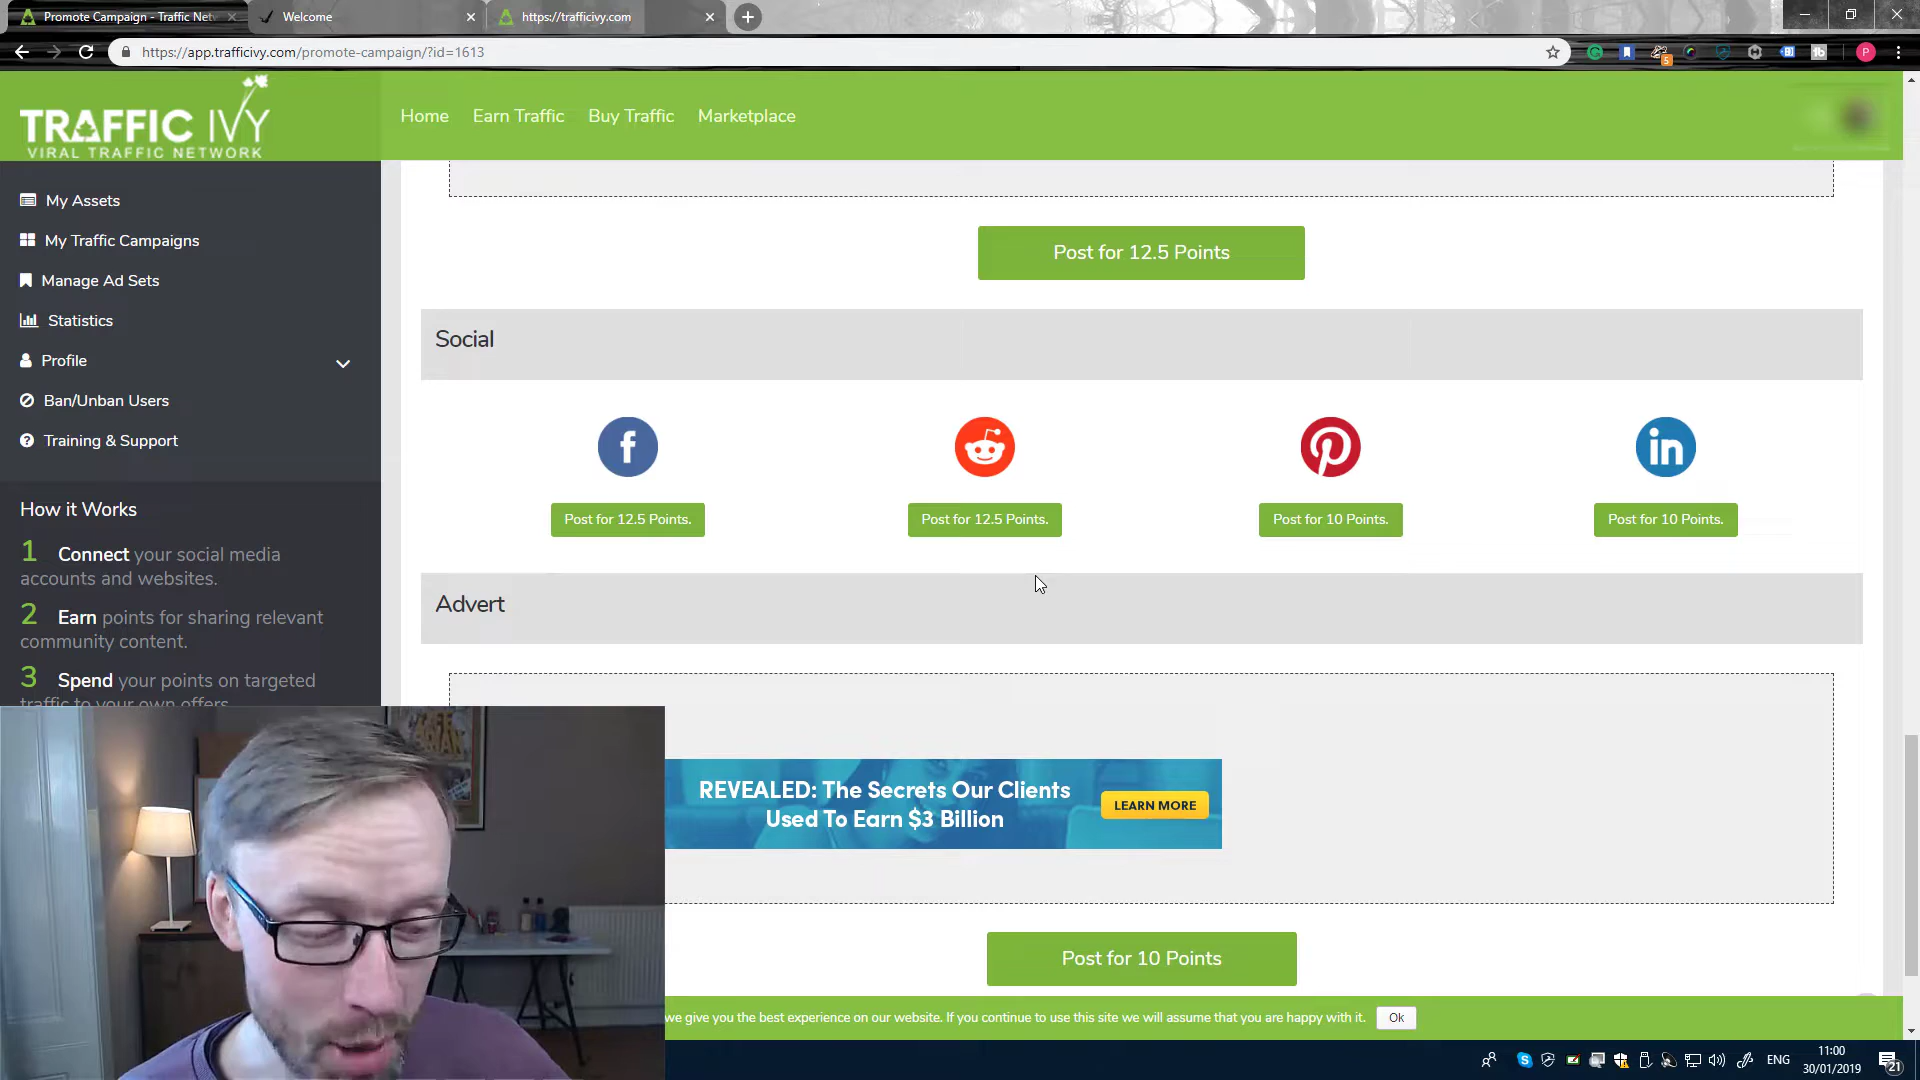 Promote Campaign - Traffic Net
Welcome
https://trafficivy.com
https://app.trafficivy.com/promote-campaign/?id=1613
TRAFFIC IVY
VIRAL TRAFFIC NETWORK
Home
Earn Traffic
Buy Traffic
Marketplace
My Assets
My Traffic Campaigns
Manage Ad Sets
Statistics
Profile
Ban/Unban Users
Training & Support
How it Works
1 Connect your social media
accounts and websites.
2 Earn points for sharing relevant
community content.
3 Spend your points on targeted
traffic to your own offers
Post for 12.5 Points
Social
Post for 12.5 Points.
Post for 12.5 Points.
Post for 10 Points.
Post for 10 Points.
Advert
REVEALED: The Secrets Our Clients
Used To Earn $3 Billion
LEARN MORE
Post for 10 Points
we give you the best experience on our website. If you continue to use this site we will assume that you are happy with it.
Ok
ENG
11:00
30/01/2019
21